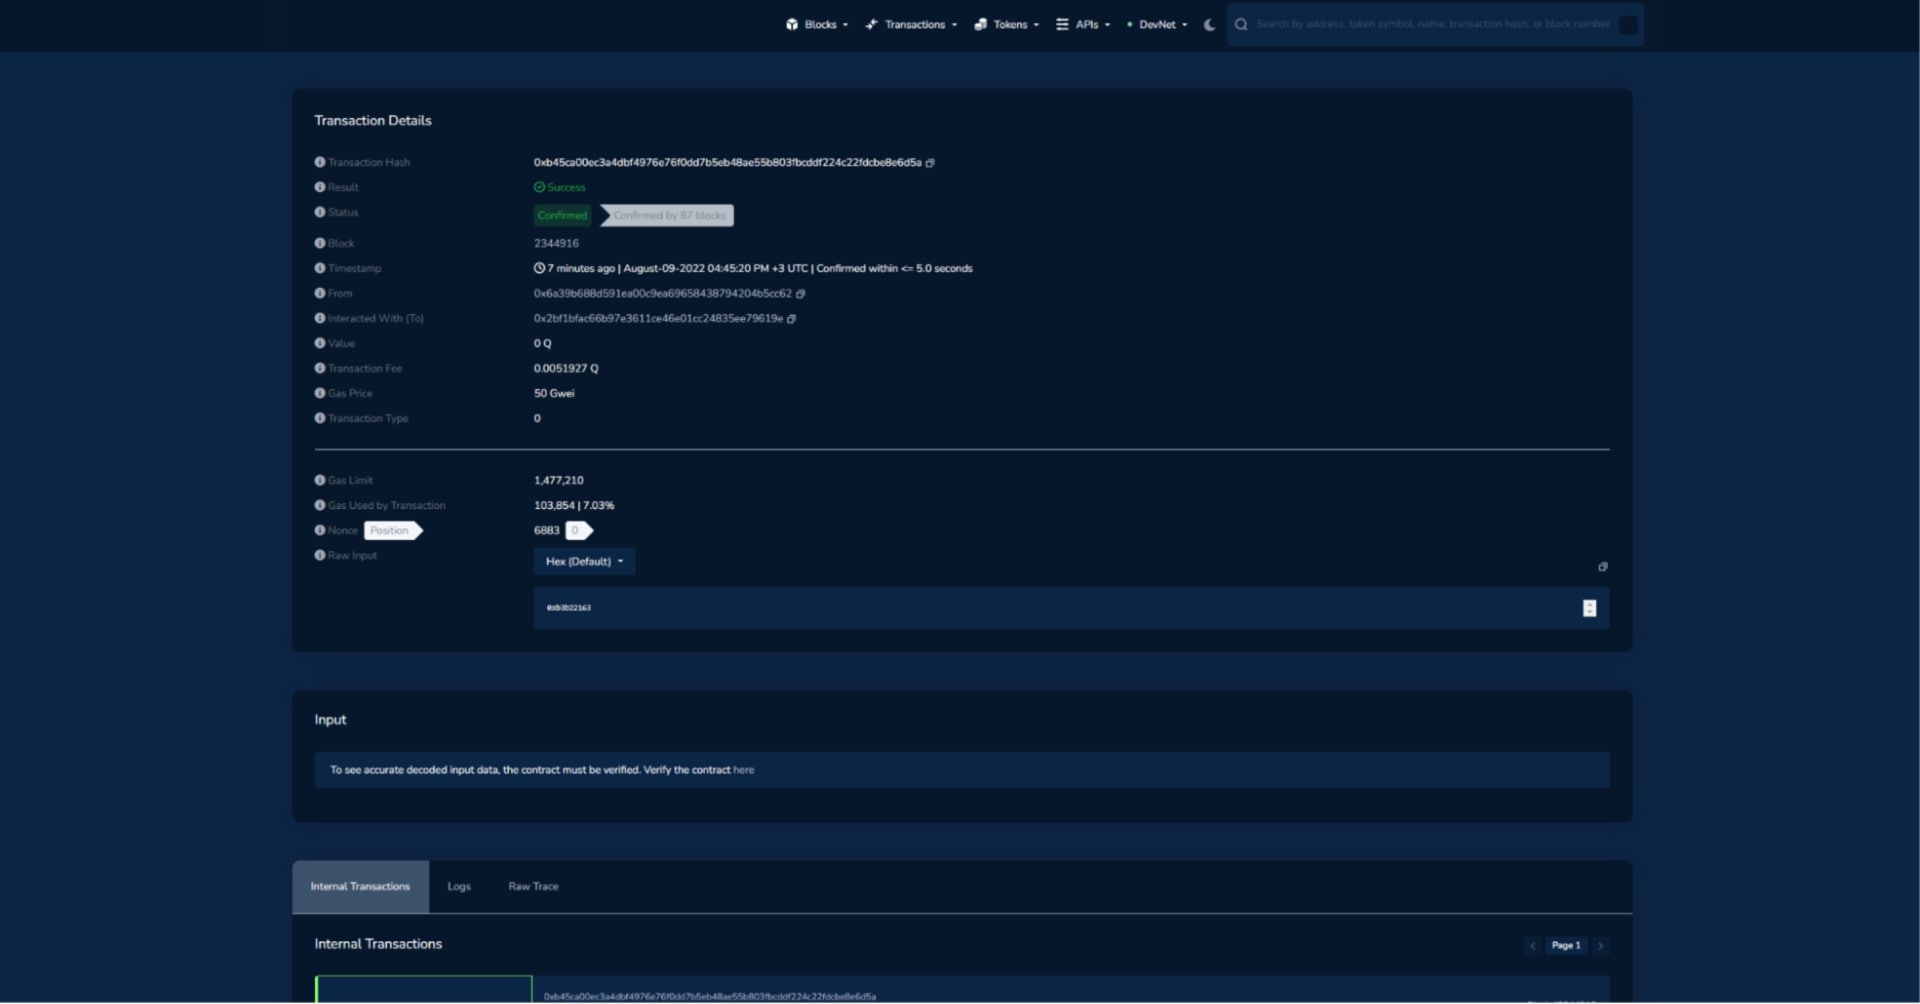 Blocks Transactions Tokens APIs DevNet Search by address, token symbol, name, transaction hash, or block number
Transaction Details
Transaction Hash 0xb45ca00ec3a4dbf4976e76f0dd7b5eb48ae55b803fbcddf224c22fdcbe8e6d5a
Result Success
Status Confirmed Confirmed by 87 blocks
Block 2344916
Timestamp 7 minutes ago | August-09-2022 04:45:20 PM +3 UTC | Confirmed within <= 5.0 seconds
From 0x6a39b688d591ea00c9ea69658438794204b5cc62
Interacted With (To) 0x2bf1bfac66b97e3611ce46e01cc24835ee79619e
Value 0 Q
Transaction Fee 0.0051927 Q
Gas Price 50 Gwei
Transaction Type 0
Gas Limit 1,477,210
Gas Used by Transaction 103,854 | 7.03%
Nonce Position 6883 0
Raw Input Hex (Default)
0xb3b22163
Input
To see accurate decoded input data, the contract must be verified. Verify the contract here
Internal Transactions Logs Raw Trace
Internal Transactions Page 1
0xb45ca00ec3a4dbf4976e76f0dd7b5eb48ae55b803fbcddf224c22fdcbe8e6d5a